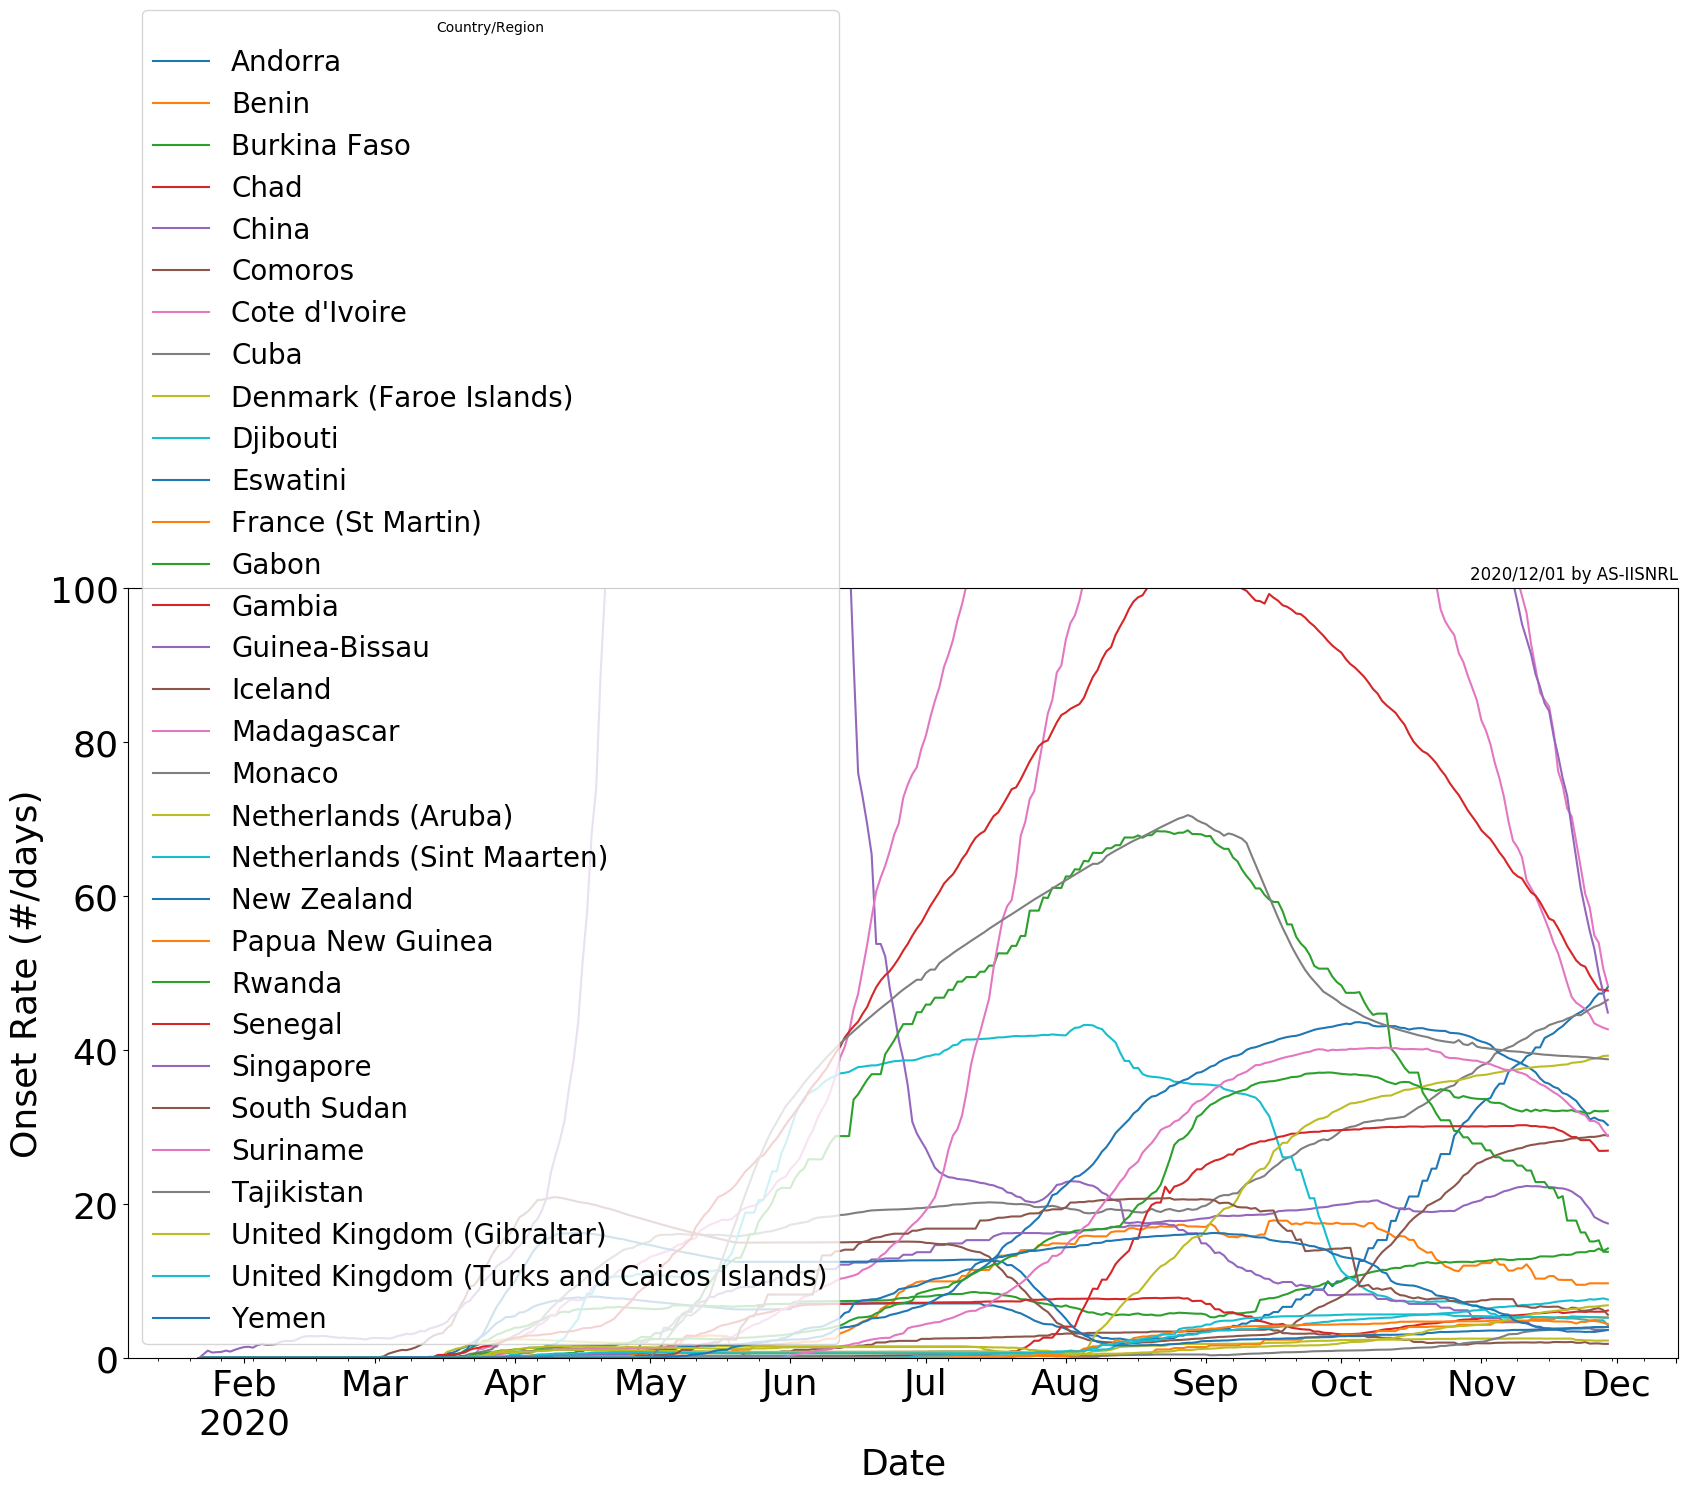 Country/Region
Andorra
Benin
Burkina Faso
Chad
China
Comoros
Cote d'Ivoire
Cuba
Denmark (Faroe Islands)
Djibouti
Eswatini
France (St Martin)
Gabon
Gambia
Guinea-Bissau
Iceland
Madagascar
Monaco
Netherlands (Aruba)
Netherlands (Sint Maarten)
New Zealand
Papua New Guinea
Rwanda
Senegal
Singapore
South Sudan
Suriname
Tajikistan
United Kingdom (Gibraltar)
United Kingdom (Turks and Caicos Islands)
Yemen
2020/12/01 by AS-IISNRL
Onset Rate (#/days)
100
80
60
40
20
0
Feb Mar Apr May Jun Jul Aug Sep Oct Nov Dec
2020
Date